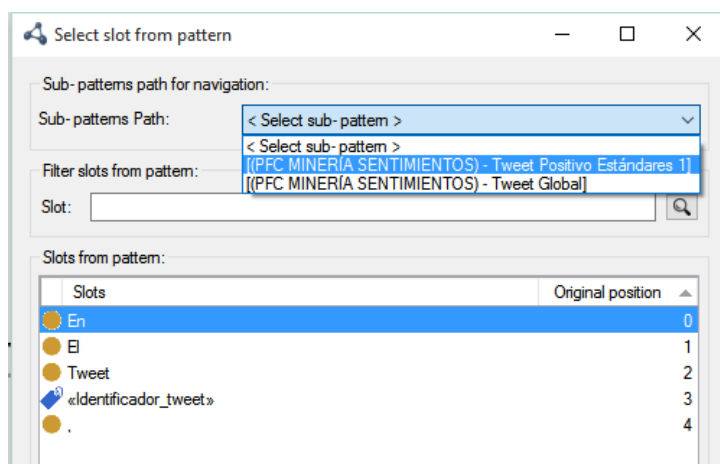 Select slot from pattern
Sub-patterns path for navigation:
Sub-patterns Path: < Select sub-pattern >
< Select sub-pattern >
[(PFC MINERÍA SENTIMIENTOS) - Tweet Positivo Estándares 1]
[(PFC MINERÍA SENTIMIENTOS) - Tweet Global]
Filter slots from pattern:
Slot:
Slots from pattern:
Slots Original position
En 0
El 1
Tweet 2
«Identificador_tweet» 3
. 4